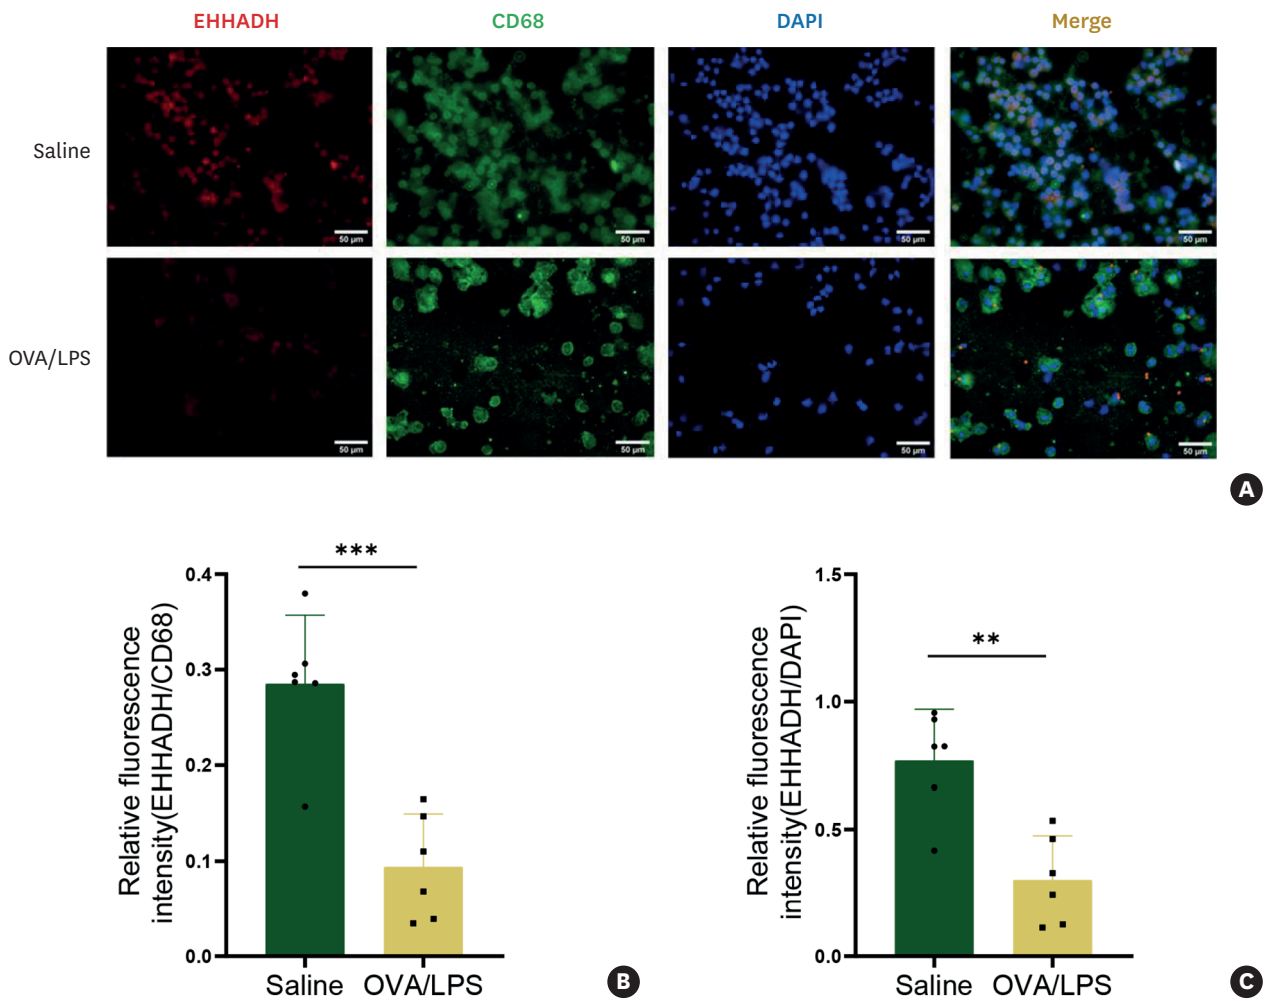 EHHADH CD68 DAPI Merge
Saline
50 µm 50 µm 50 µm 50 µm
OVA/LPS
50 µm 50 µm 50 µm 50 µm
A
***
0.4
0.3
0.2
0.1
0.0
Relative fluorescence
intensity(EHHADH/CD68)
Saline OVA/LPS
B
**
1.5
1.0
0.5
0.0
Relative fluorescence
intensity(EHHADH/DAPI)
Saline OVA/LPS
C